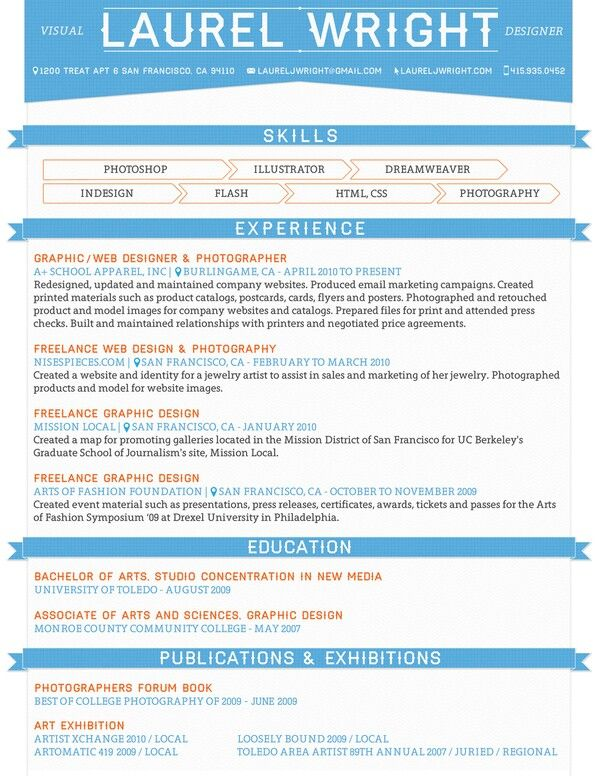 VISUAL LAUREL WRIGHT DESIGNER
1200 TREAT APT 6 SAN FRANCISCO, CA 94110 LAURELJWRIGHT@GMAIL.COM LAURELJWRIGHT.COM 415.935.0452
SKILLS
PHOTOSHOP ILLUSTRATOR DREAMWEAVER
INDESIGN FLASH HTML, CSS PHOTOGRAPHY
EXPERIENCE
GRAPHIC/WEB DESIGNER & PHOTOGRAPHER
A+ SCHOOL APPAREL, INC | BURLINGAME, CA - APRIL 2010 TO PRESENT
Redesigned, updated and maintained company websites. Produced email marketing campaigns. Created
printed materials such as product catalogs, postcards, cards, flyers and posters. Photographed and retouched
product and model images for company websites and catalogs. Prepared files for print and attended press
checks. Built and maintained relationships with printers and negotiated price agreements.
FREELANCE WEB DESIGN & PHOTOGRAPHY
NISESPIECES.COM | SAN FRANCISCO, CA - FEBRUARY TO MARCH 2010
Created a website and identity for a jewelry artist to assist in sales and marketing of her jewelry. Photographed
products and model for website images.
FREELANCE GRAPHIC DESIGN
MISSION LOCAL | SAN FRANCISCO, CA - JANUARY 2010
Created a map for promoting galleries located in the Mission District of San Francisco for UC Berkeley's
Graduate School of Journalism's site, Mission Local.
FREELANCE GRAPHIC DESIGN
ARTS OF FASHION FOUNDATION | SAN FRANCISCO, CA - OCTOBER TO NOVEMBER 2009
Created event material such as presentations, press releases, certificates, awards, tickets and passes for the Arts
of Fashion Symposium '09 at Drexel University in Philadelphia.
EDUCATION
BACHELOR OF ARTS, STUDIO CONCENTRATION IN NEW MEDIA
UNIVERSITY OF TOLEDO - AUGUST 2009
ASSOCIATE OF ARTS AND SCIENCES, GRAPHIC DESIGN
MONROE COUNTY COMMUNITY COLLEGE - MAY 2007
PUBLICATIONS & EXHIBITIONS
PHOTOGRAPHERS FORUM BOOK
BEST OF COLLEGE PHOTOGRAPHY OF 2009 - JUNE 2009
ART EXHIBITION
ARTIST XCHANGE 2010 / LOCAL LOOSELY BOUND 2009 / LOCAL
ARTOMATIC 419 2009 / LOCAL TOLEDO AREA ARTIST 89TH ANNUAL 2007 / JURIED / REGIONAL